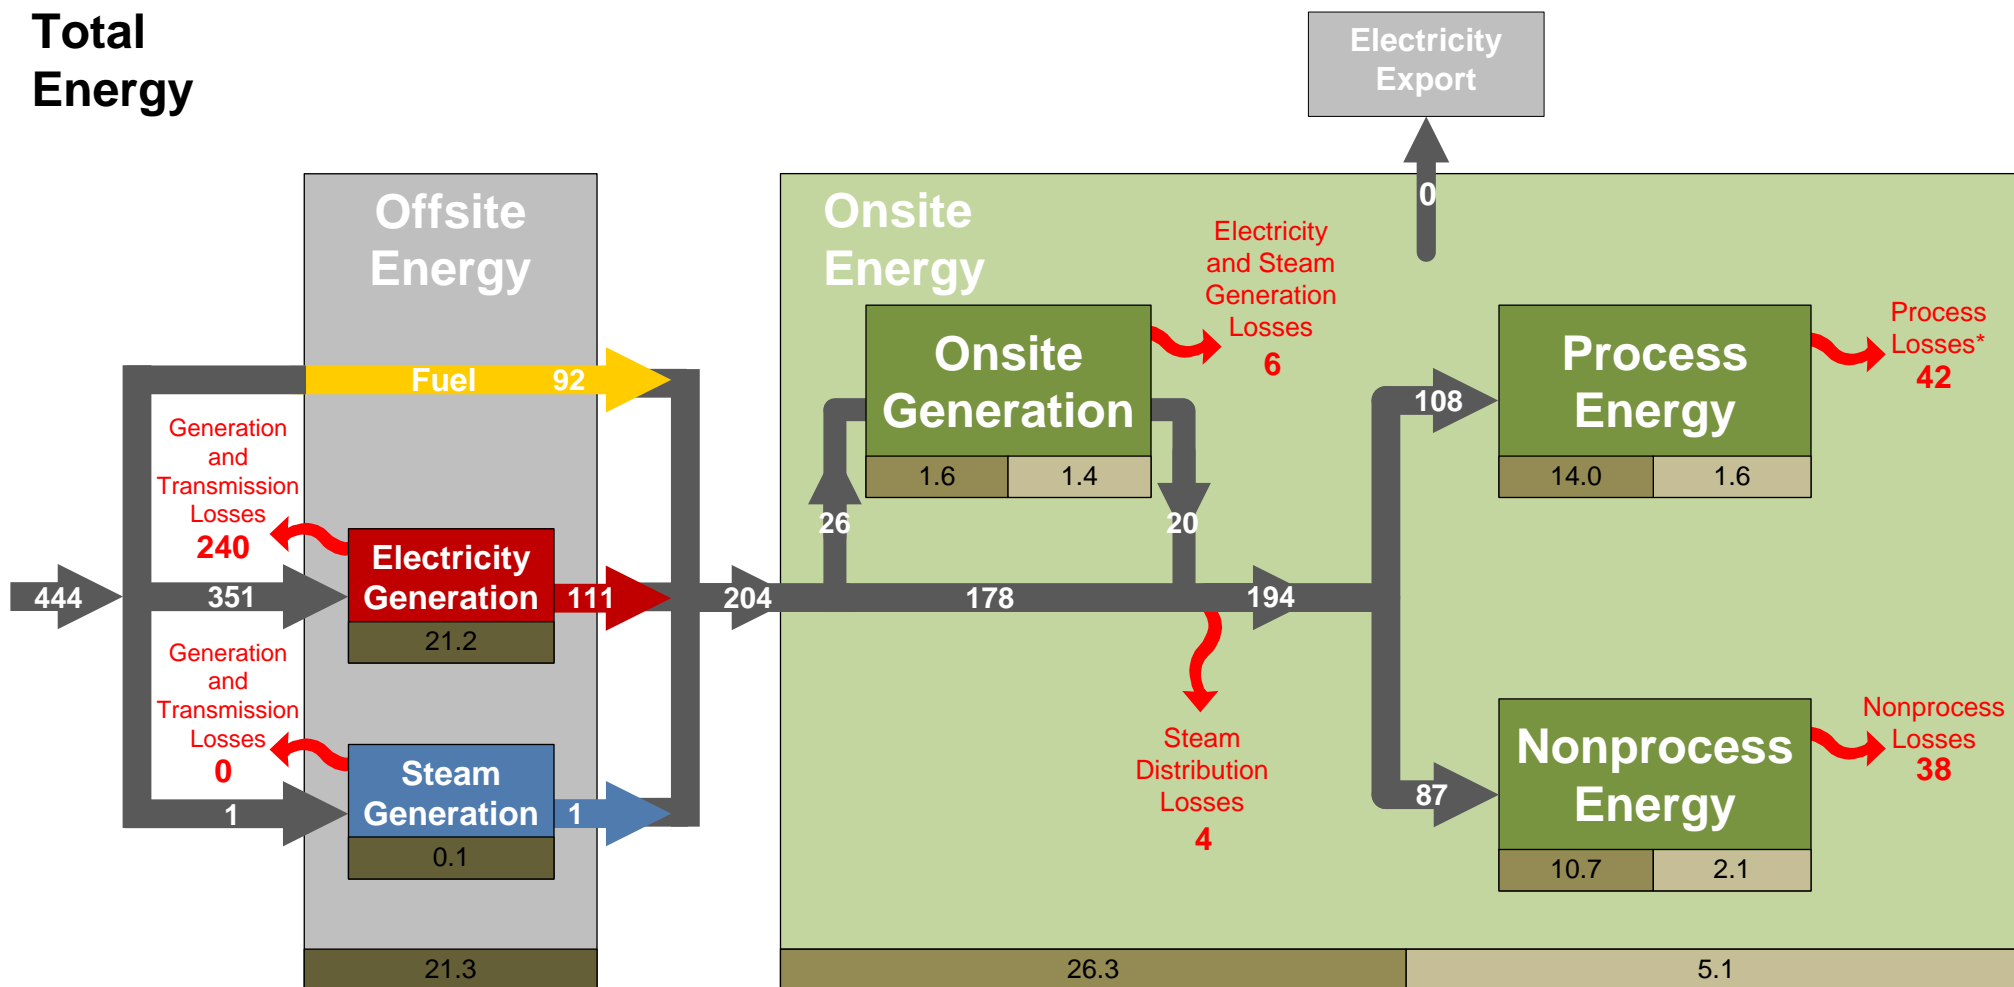 Total
Energy
Electricity
Export
0
Offsite
Energy
Fuel 92
Generation
and
Transmission
Losses
240
444
351
Electricity
Generation
111
21.2
Generation
and
Transmission
Losses
0
1
Steam
Generation
1
0.1
21.3
204
Onsite
Energy
Onsite
Generation
1.6 1.4
26
20
Electricity
and Steam
Generation
Losses
6
178
194
Steam
Distribution
Losses
4
108
Process
Energy
14.0 1.6
Process
Losses*
42
87
Nonprocess
Energy
10.7 2.1
Nonprocess
Losses
38
26.3 5.1